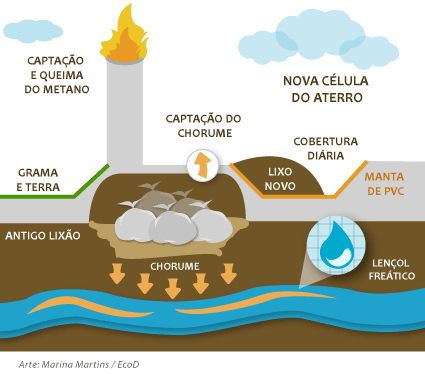 CAPTAÇÃO
E QUEIMA
DO METANO
NOVA CÉLULA
DO ATERRO
CAPTAÇÃO DO
CHORUME
COBERTURA
DIÁRIA
GRAMA
E TERRA
LIXO
NOVO
MANTA
DE PVC
ANTIGO LIXÃO
CHORUME
LENÇOL
FREÁTICO
Arte: Marina Martins / EcoD